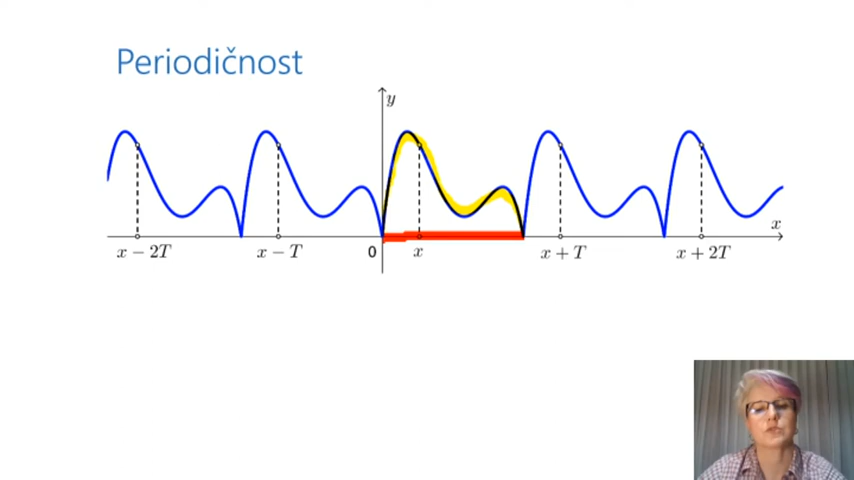 Periodičnost
y
x
x − 2T
x − T
0
x
x + T
x + 2T